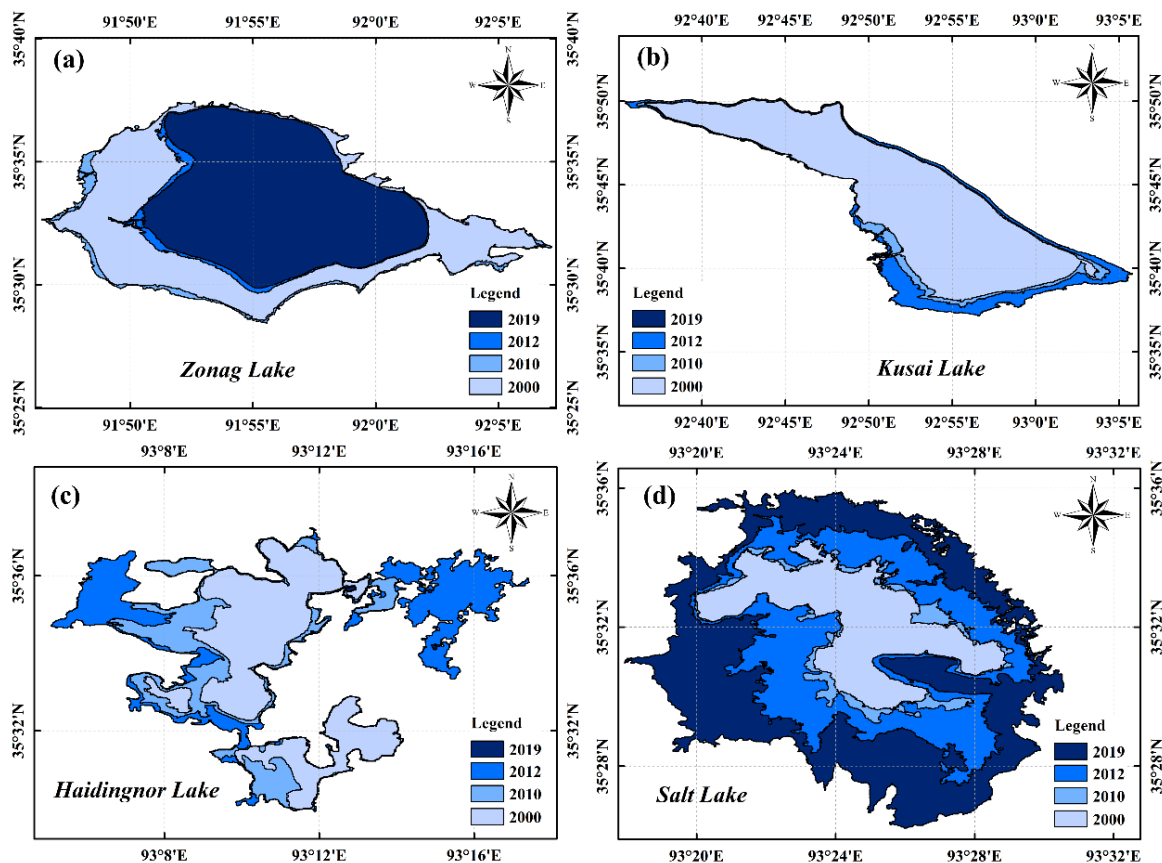 91°50'E 91°55'E 92°0'E 92°5'E
35°40'N 35°40'N
(a)
N
W E
S
35°35'N 35°35'N
35°30'N 35°30'N
Legend
2019
2012
2010
2000
Zonag Lake
35°25'N 35°25'N
91°50'E 91°55'E 92°0'E 92°5'E
92°40'E 92°45'E 92°50'E 92°55'E 93°0'E 93°5'E
(b)
N
W E
S
35°50'N 35°50'N
35°45'N 35°45'N
35°40'N 35°40'N
Legend
2019
2012
2010
2000
35°35'N 35°35'N
Kusai Lake
92°40'E 92°45'E 92°50'E 92°55'E 93°0'E 93°5'E
93°8'E 93°12'E 93°16'E
(c)
N
W E
S
35°36'N 35°36'N
35°32'N 35°32'N
Legend
2019
2012
2010
2000
Haidingnor Lake
93°8'E 93°12'E 93°16'E
93°20'E 93°24'E 93°28'E 93°32'E
35°36'N 35°36'N
(d)
N
W E
S
35°32'N 35°32'N
Legend
2019
2012
2010
2000
35°28'N 35°28'N
Salt Lake
93°20'E 93°24'E 93°28'E 93°32'E